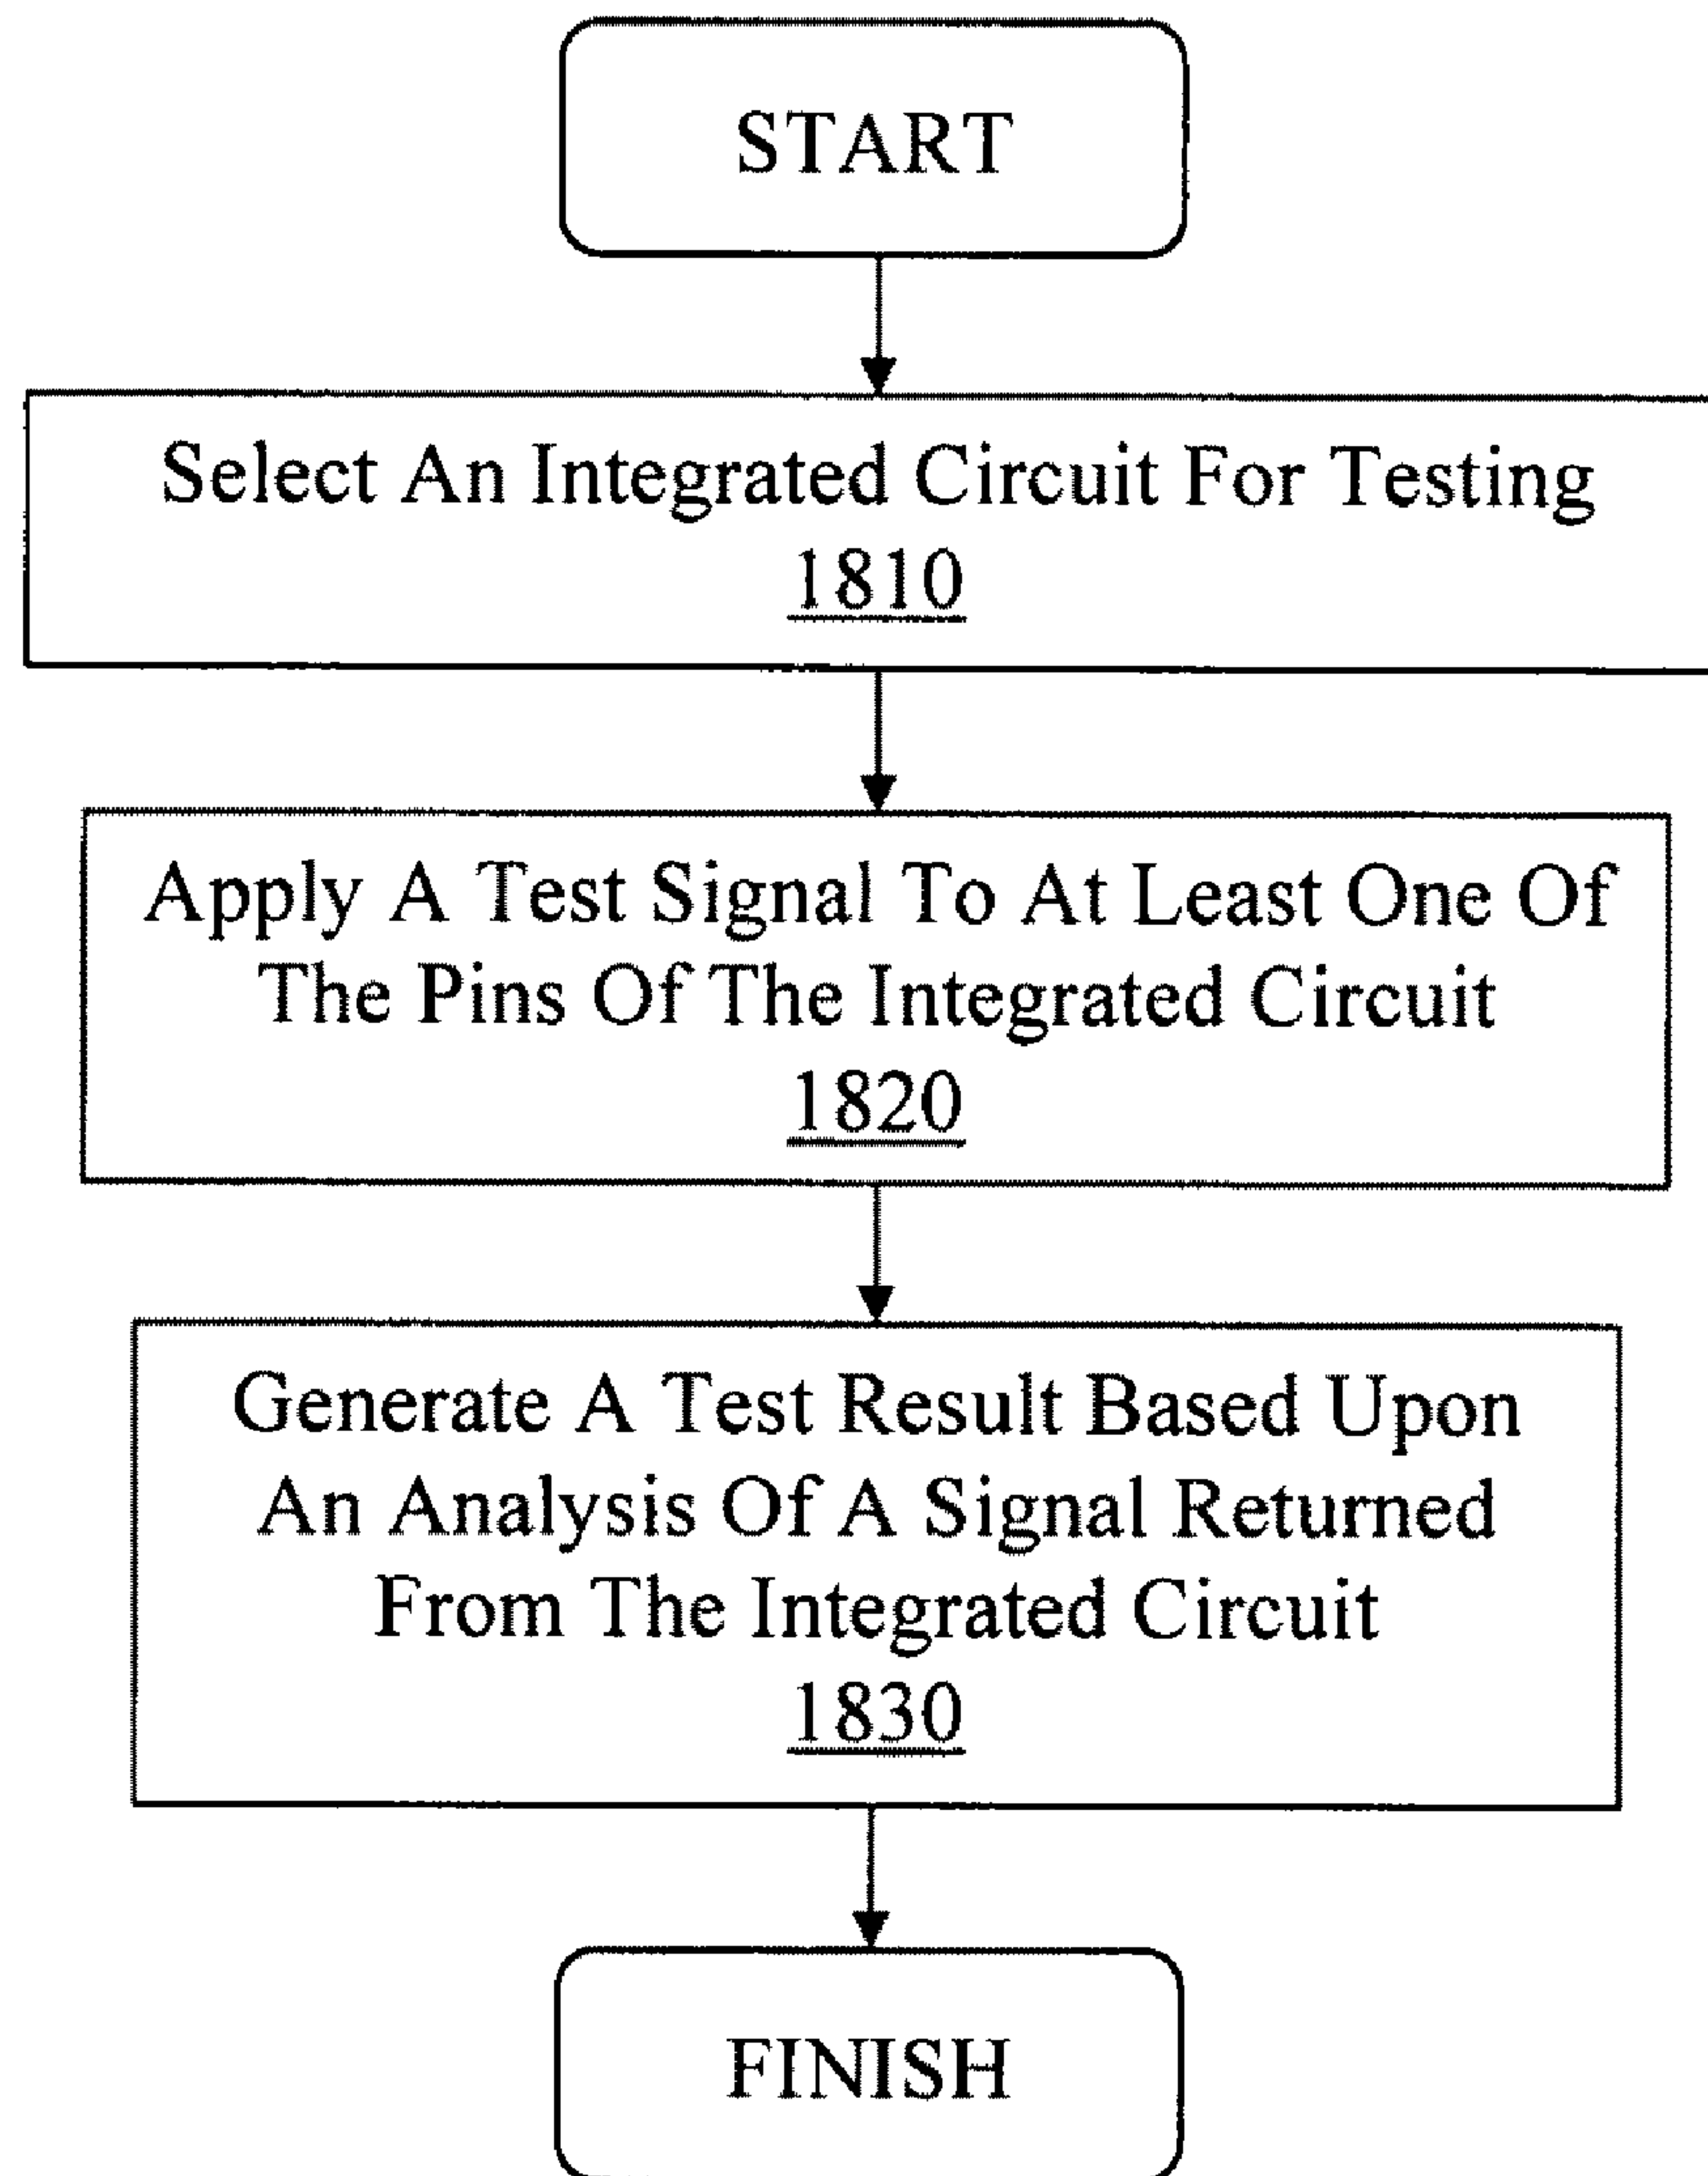 START
Select An Integrated Circuit For Testing
1810
Apply A Test Signal To At Least One Of
The Pins Of The Integrated Circuit
1820
Generate A Test Result Based Upon
An Analysis Of A Signal Returned
From The Integrated Circuit
1830
FINISH